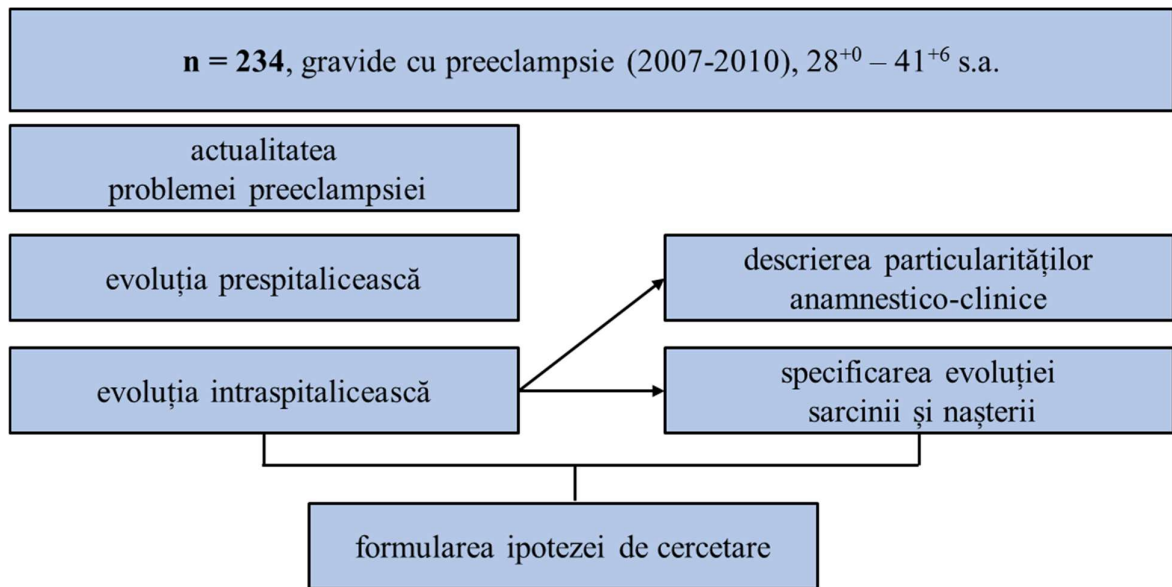 n = 234, gravide cu preeclampsie (2007-2010), 28⁺⁰ – 41⁺⁶ s.a.
actualitatea
problemei preeclampsiei
evoluția prespitalicească
descrierea particularităților
anamnestico-clinice
evoluția intraspitalicească
specificarea evoluției
sarcinii și nașterii
formularea ipotezei de cercetare